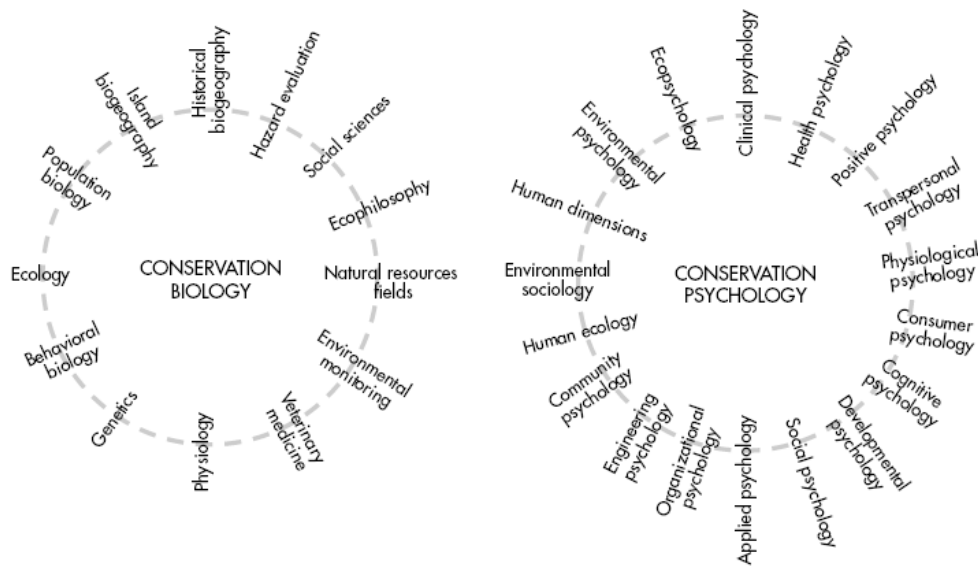 Historical
biogeography
Hazard evaluation
Social sciences
Ecophilosophy
Natural resources
fields
Environmental
monitoring
Veterinary
medicine
Physiology
Genetics
Behavioral
biology
Ecology
Population
biology
Island
biogeography
CONSERVATION
BIOLOGY
Clinical psychology
Health psychology
Positive psychology
Transpersonal
psychology
Physiological
psychology
Consumer
psychology
Cognitive
psychology
Developmental
psychology
Social psychology
Applied psychology
Organizational
psychology
Engineering
psychology
Community
psychology
Human ecology
Environmental
sociology
Human dimensions
Environmental
psychology
Ecopsychology
CONSERVATION
PSYCHOLOGY